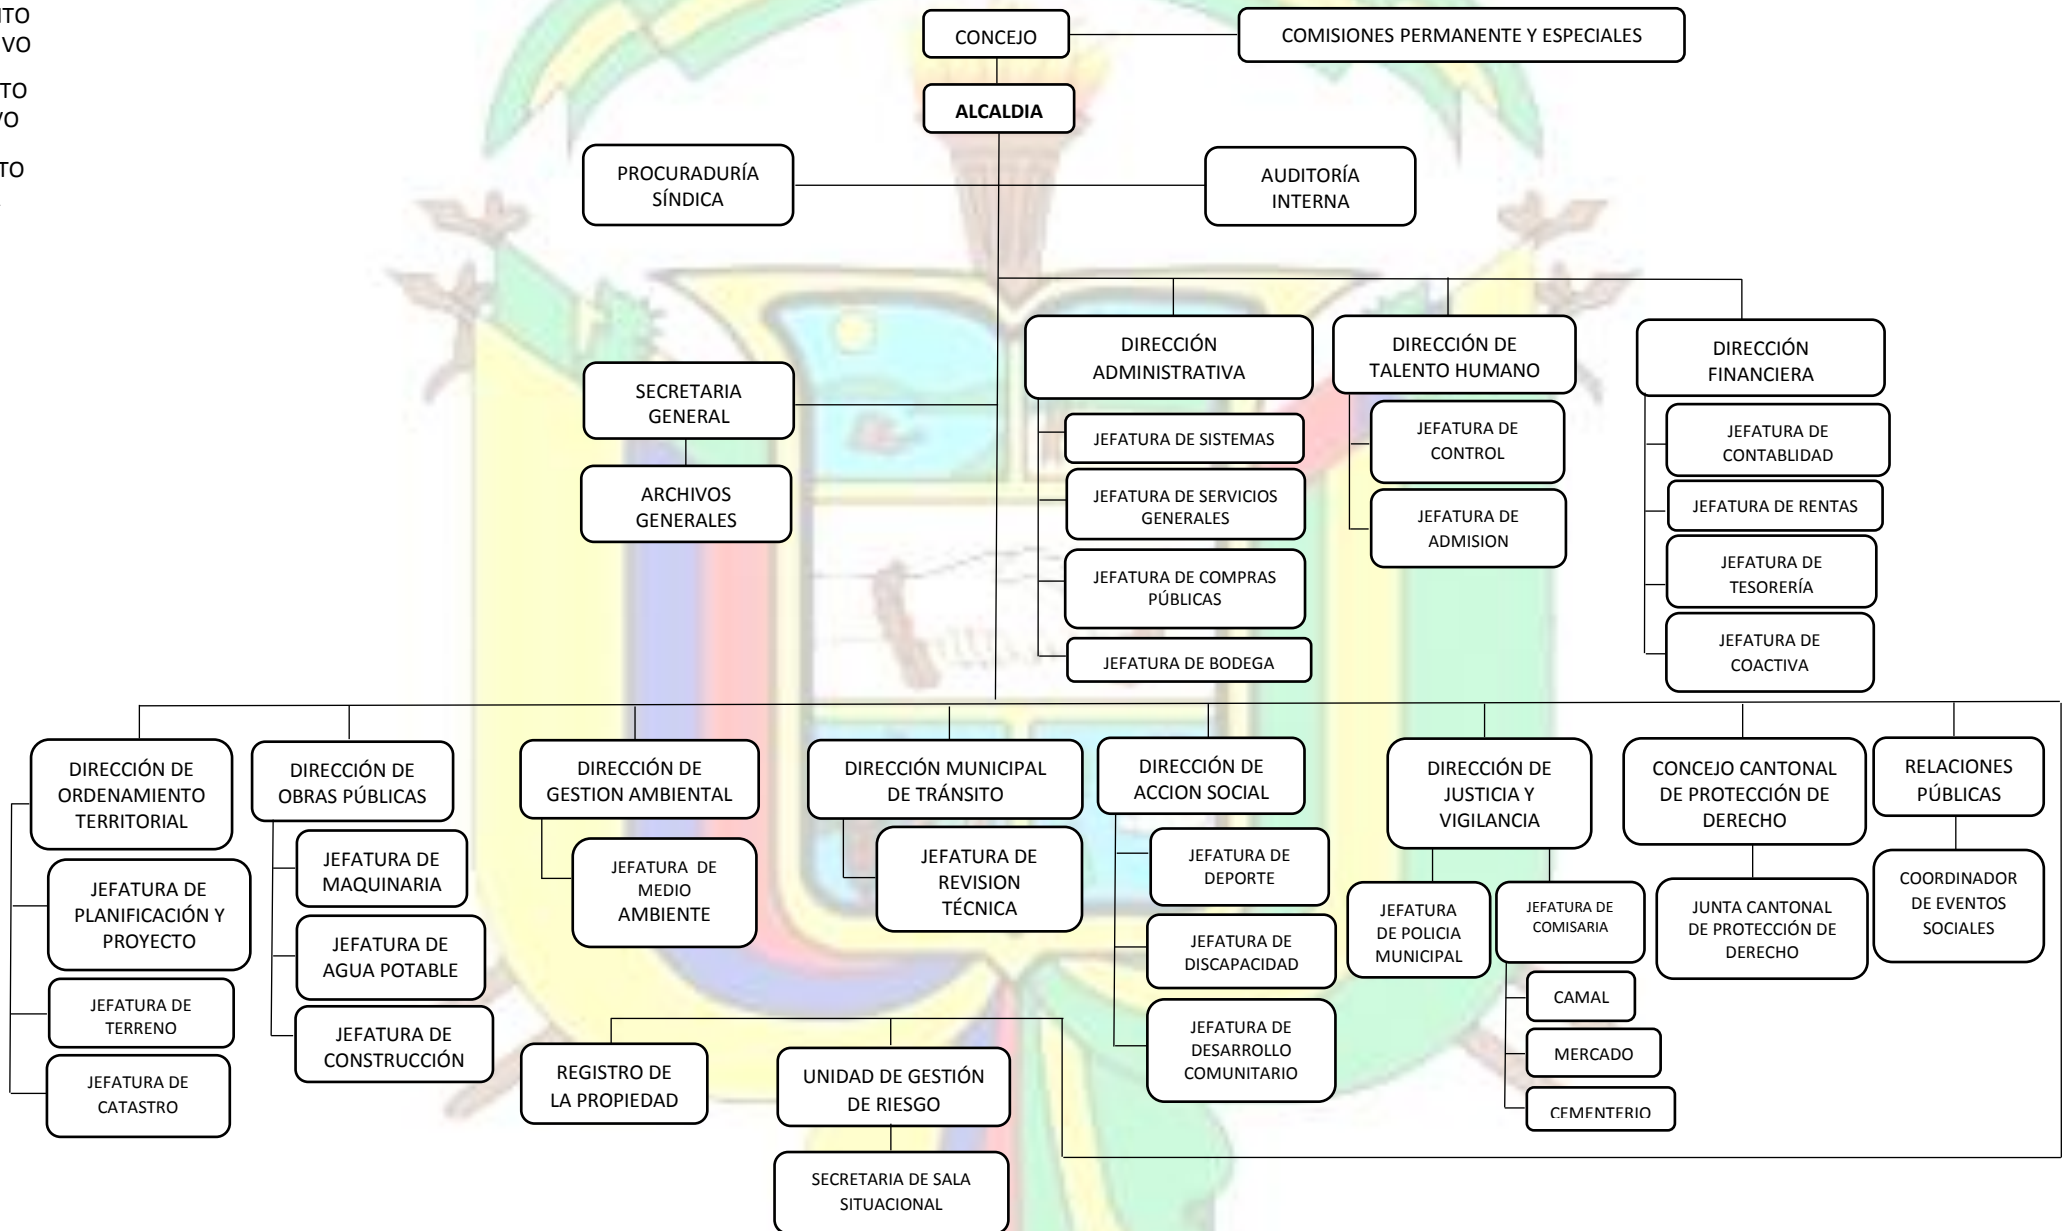 CONCEJO
COMISIONES PERMANENTE Y ESPECIALES
ALCALDIA
PROCURADURÍA
SÍNDICA
AUDITORÍA
INTERNA
DIRECCIÓN
ADMINISTRATIVA
DIRECCIÓN DE
TALENTO HUMANO
DIRECCIÓN
FINANCIERA
SECRETARIA
GENERAL
ARCHIVOS
GENERALES
JEFATURA DE SISTEMAS
JEFATURA DE SERVICIOS
GENERALES
JEFATURA DE COMPRAS
PÚBLICAS
JEFATURA DE BODEGA
JEFATURA DE
CONTROL
JEFATURA DE
ADMISION
JEFATURA DE
CONTABLIDAD
JEFATURA DE RENTAS
JEFATURA DE
TESORERÍA
JEFATURA DE
COACTIVA
DIRECCIÓN DE
ORDENAMIENTO
TERRITORIAL
JEFATURA DE
PLANIFICACIÓN Y
PROYECTO
JEFATURA DE
TERRENO
JEFATURA DE
CATASTRO
DIRECCIÓN DE
OBRAS PÚBLICAS
JEFATURA DE
MAQUINARIA
JEFATURA DE
AGUA POTABLE
JEFATURA DE
CONSTRUCCIÓN
DIRECCIÓN DE
GESTION AMBIENTAL
JEFATURA DE
MEDIO
AMBIENTE
DIRECCIÓN MUNICIPAL
DE TRÁNSITO
JEFATURA DE
REVISION
TÉCNICA
DIRECCIÓN DE
ACCION SOCIAL
JEFATURA DE
DEPORTE
JEFATURA DE
DISCAPACIDAD
JEFATURA DE
DESARROLLO
COMUNITARIO
DIRECCIÓN DE
JUSTICIA Y
VIGILANCIA
JEFATURA
DE POLICIA
MUNICIPAL
JEFATURA DE
COMISARIA
CAMAL
MERCADO
CEMENTERIO
CONCEJO CANTONAL
DE PROTECCIÓN DE
DERECHO
JUNTA CANTONAL
DE PROTECCIÓN DE
DERECHO
RELACIONES
PÚBLICAS
COORDINADOR
DE EVENTOS
SOCIALES
REGISTRO DE
LA PROPIEDAD
UNIDAD DE GESTIÓN
DE RIESGO
SECRETARIA DE SALA
SITUACIONAL